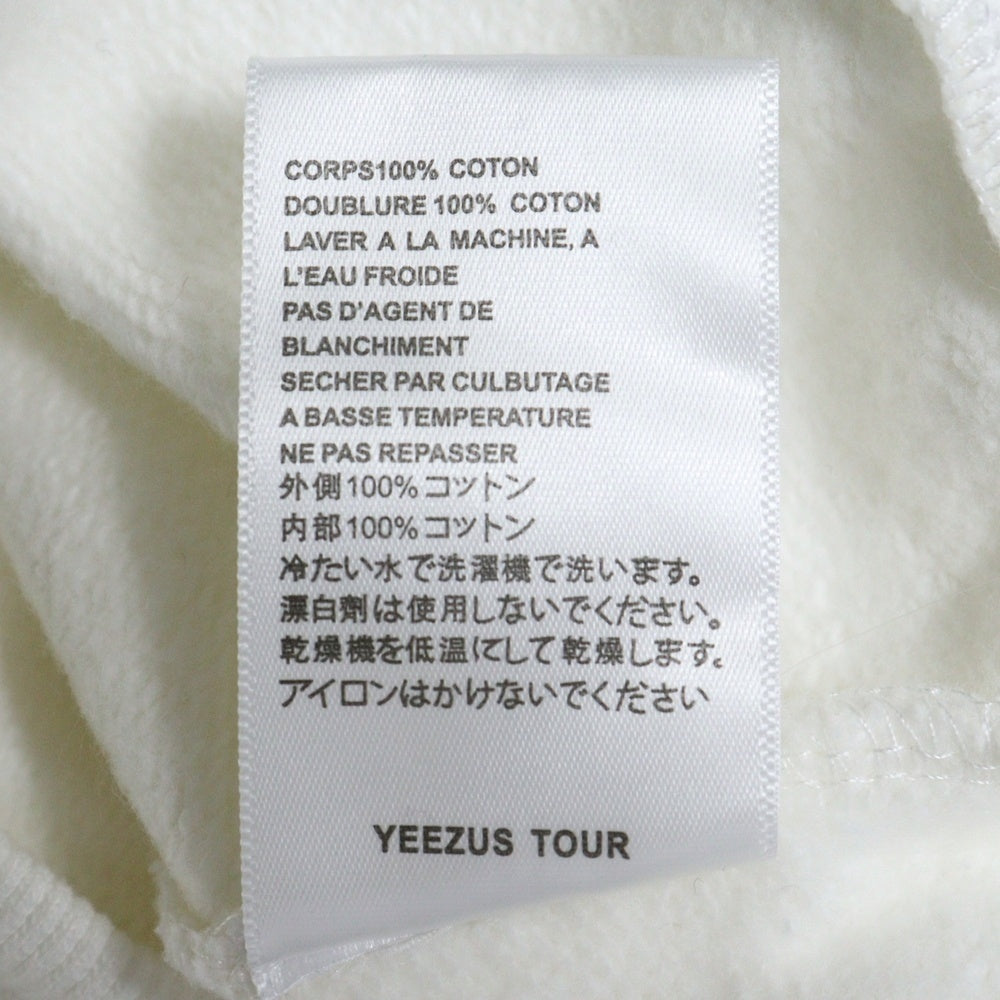 CORPS100% COTON
DOUBLURE 100% COTON
LAVER A LA MACHINE, A
L'EAU FROIDE
PAS D'AGENT DE
BLANCHIMENT
SECHER PAR CULBUTAGE
A BASSE TEMPERATURE
NE PAS REPASSER
外側100%コットン
内部100%コットン
冷たい水で洗濯機で洗います。
漂白劑は使用しないでください。
乾燥機を低温にして乾燥します。
アイロンはかけないでください
YEEZUS TOUR